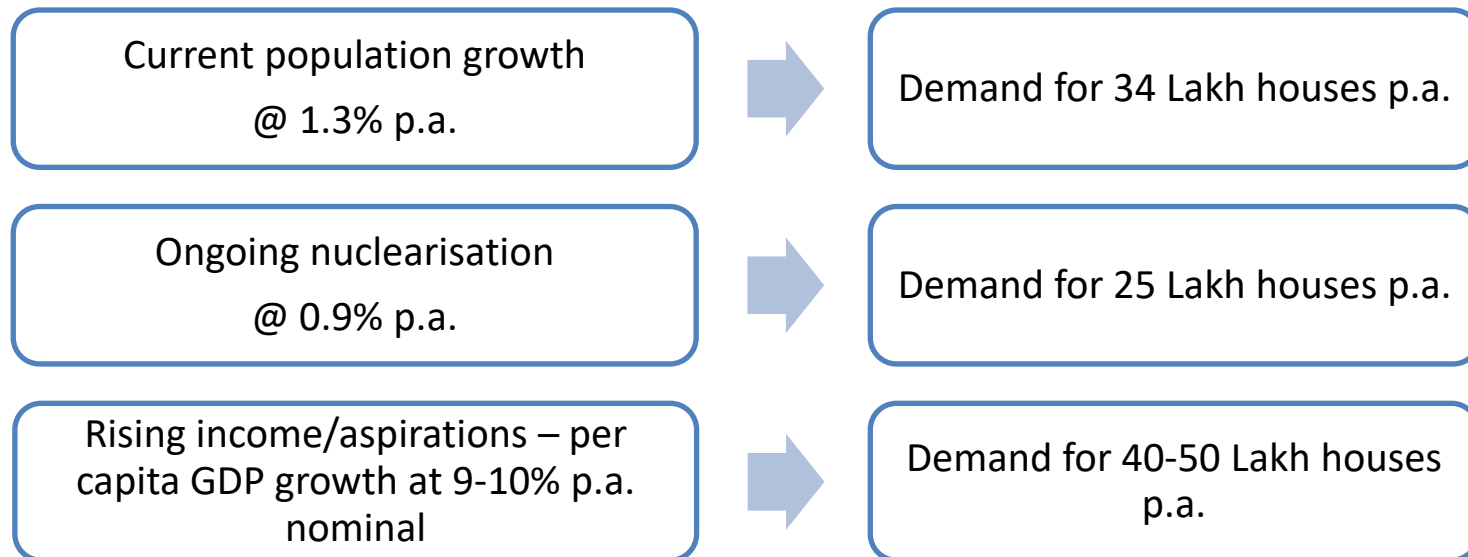 Current population growth
@ 1.3% p.a.
Demand for 34 Lakh houses p.a.
Ongoing nuclearisation
@ 0.9% p.a.
Demand for 25 Lakh houses p.a.
Rising income/aspirations – per
capita GDP growth at 9-10% p.a.
nominal
Demand for 40-50 Lakh houses
p.a.